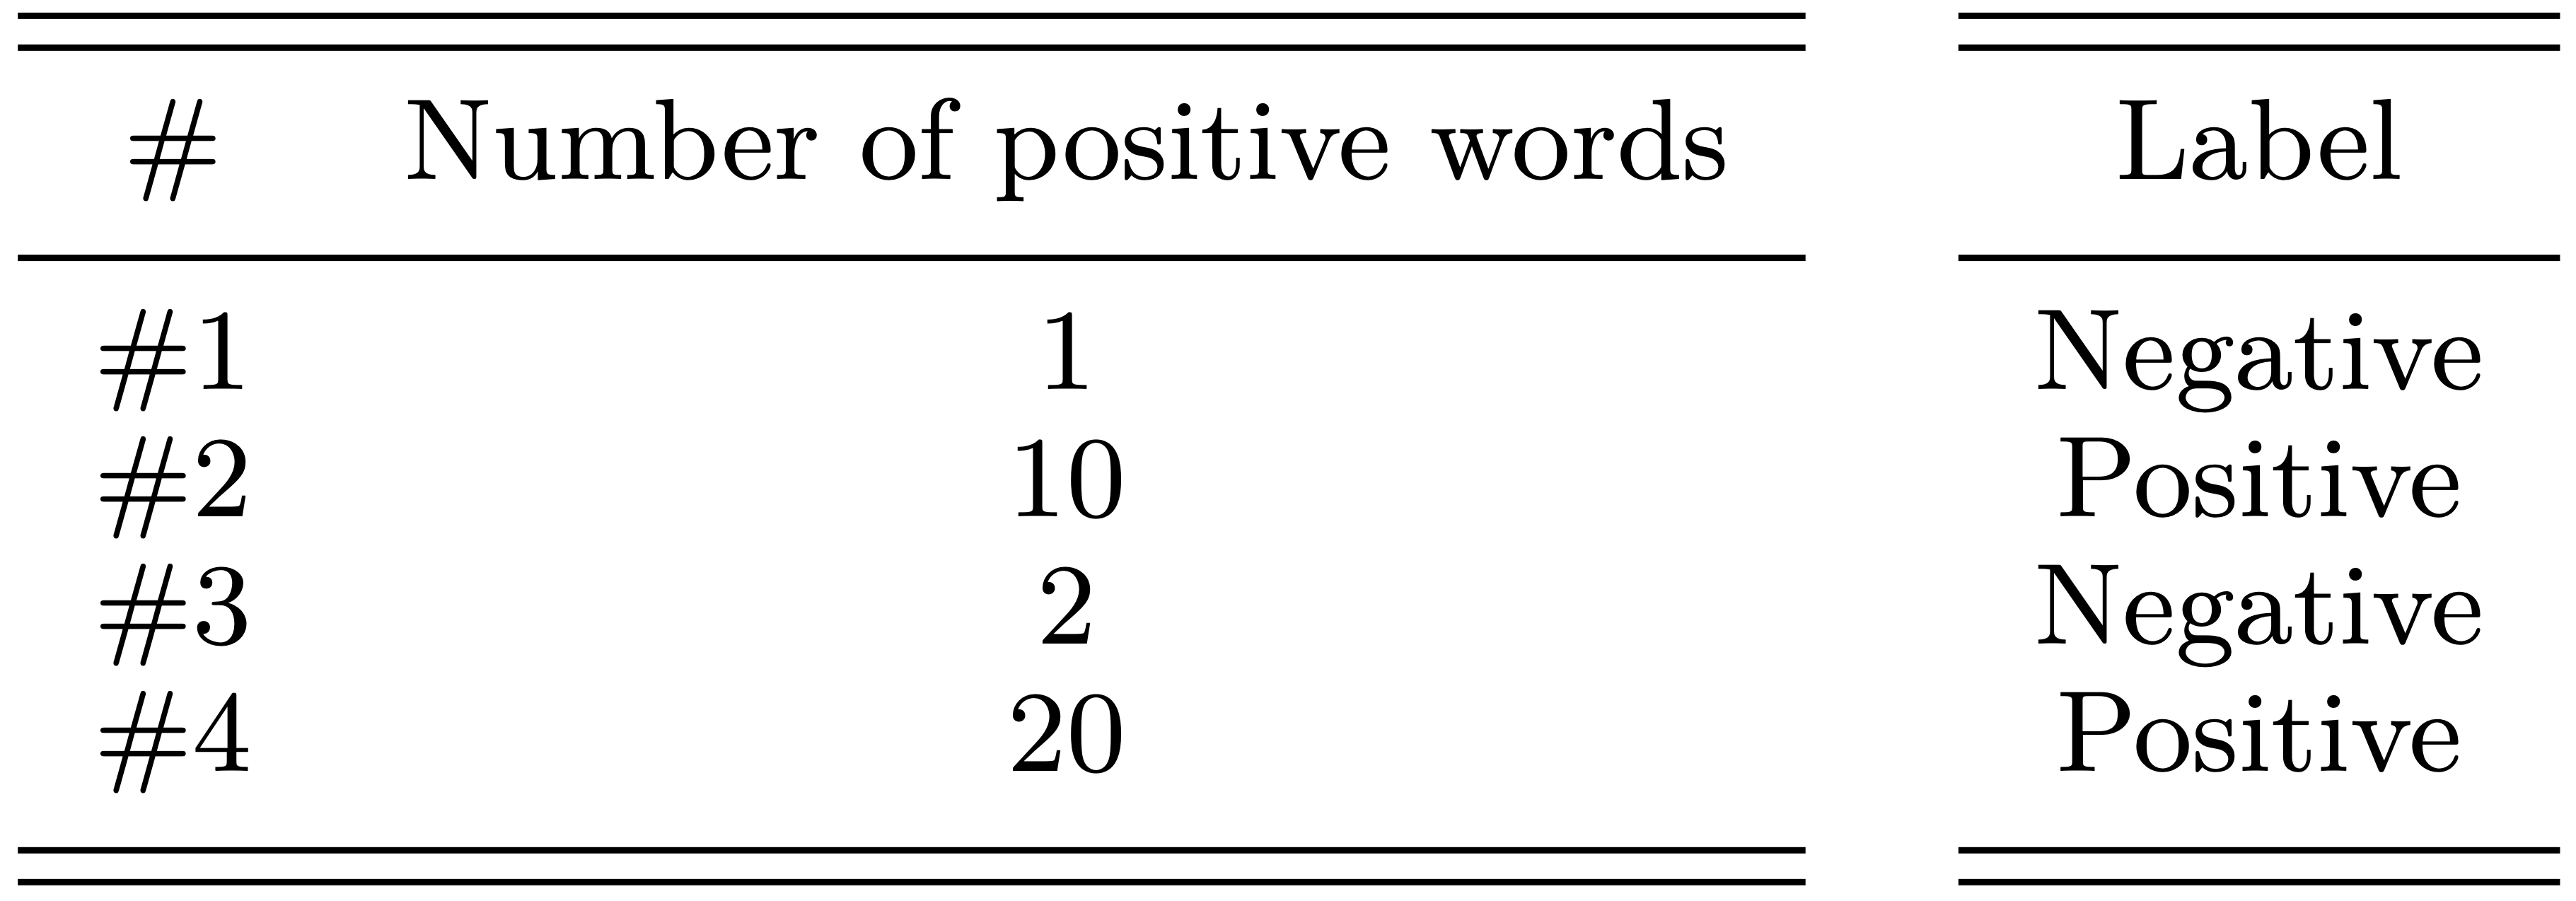 # Number of positive words Label
#1 1 Negative
#2 10 Positive
#3 2 Negative
#4 20 Positive